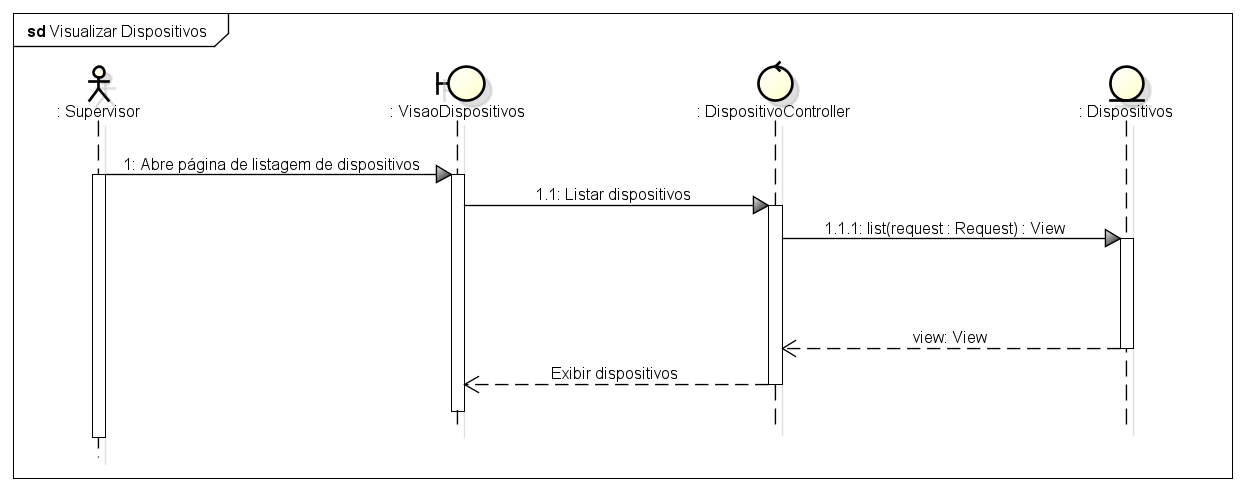 sd Visualizar Dispositivos
: Supervisor
: VisaoDispositivos
: DispositivoController
: Dispositivos
1: Abre página de listagem de dispositivos
1.1: Listar dispositivos
1.1.1: list(request : Request) : View
view: View
Exibir dispositivos